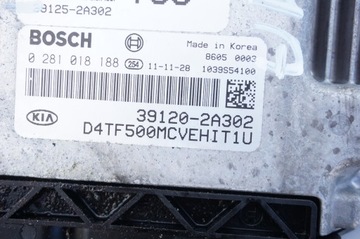 39125-2A302
BOSCH
Made in Korea
0 281 018 188 254 11-11-28
8605 0003
1039S54100
39120-2A302
KIA
D4TF500MCVEHIT1U